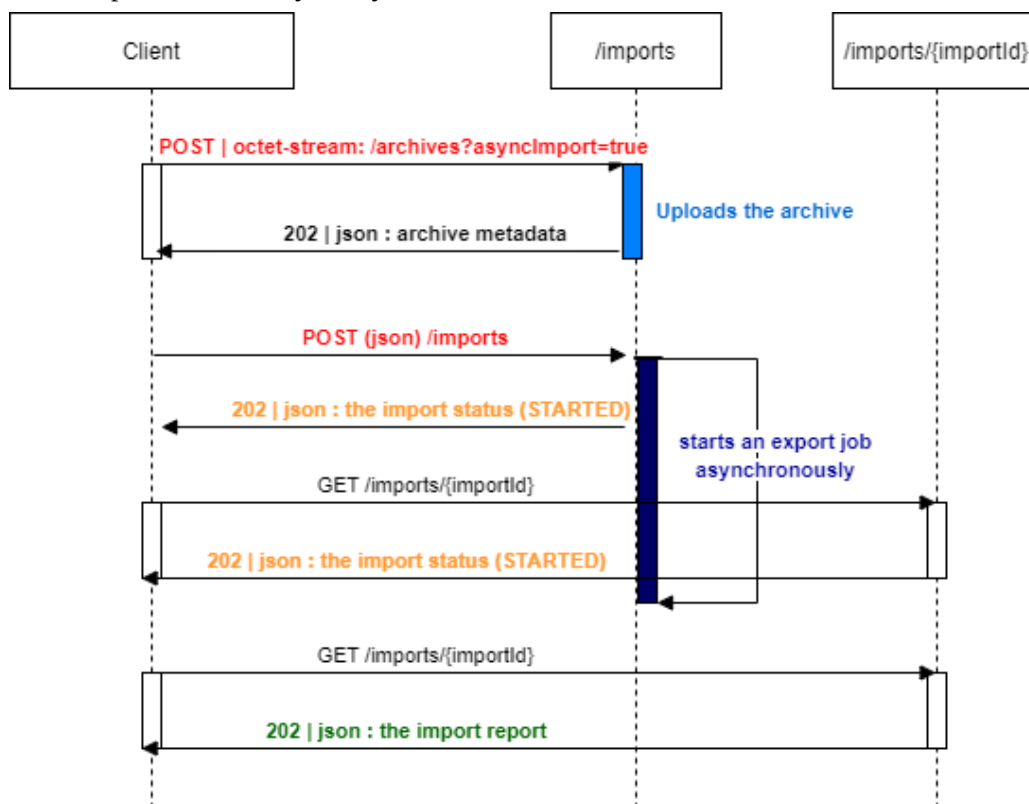 Client
/imports
/imports/{importId}
POST | octet-stream: /archives?asyncImport=true
Uploads the archive
202 | json : archive metadata
POST (json) /imports
202 | json : the import status (STARTED)
starts an export job
asynchronously
GET /imports/{importId}
202 | json : the import status (STARTED)
GET /imports/{importId}
202 | json : the import report